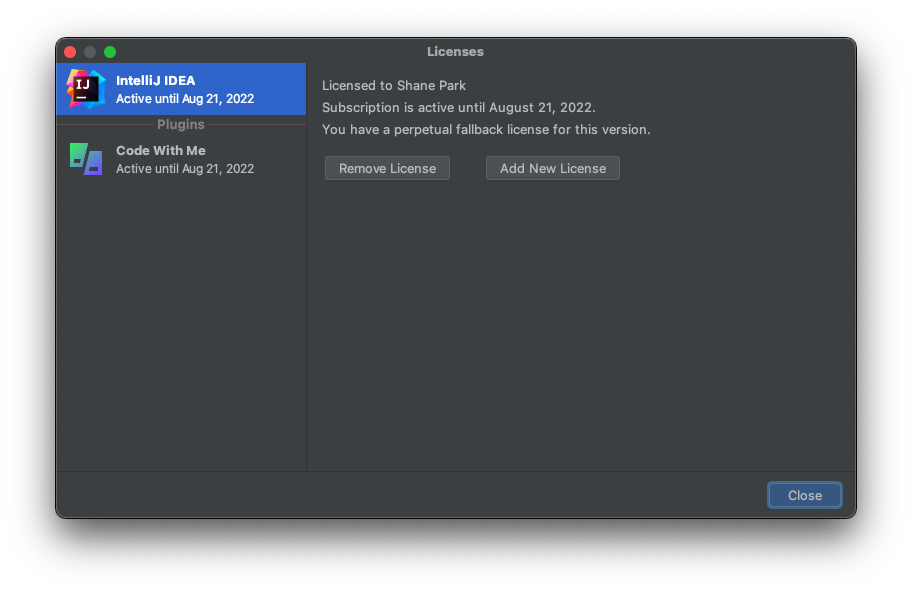 Licenses
IJ
IntelliJ IDEA
Active until Aug 21, 2022
Plugins
Code With Me
Active until Aug 21, 2022
Licensed to Shane Park
Subscription is active until August 21, 2022.
You have a perpetual fallback license for this version.
Remove License
Add New License
Close